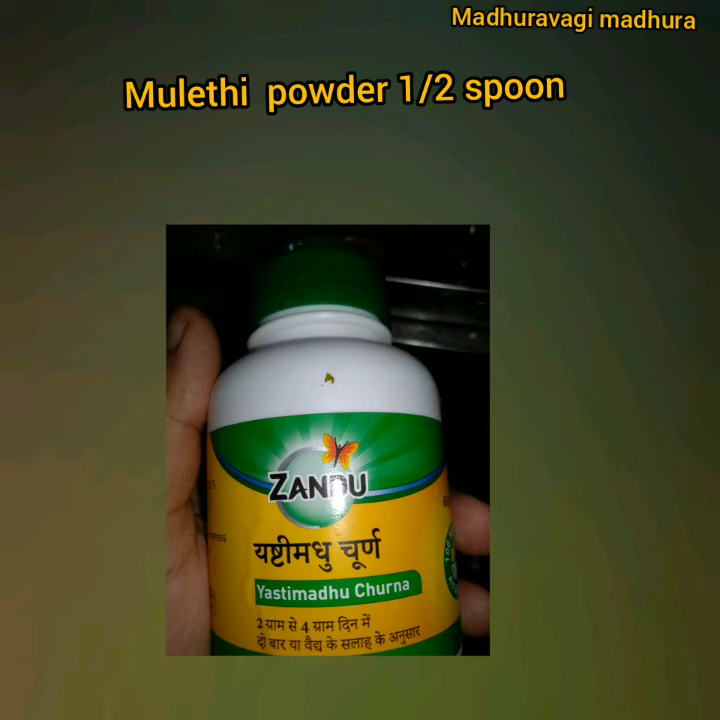 Madhuravagi madhura
Mulethi powder 1/2 spoon
ZANDU
यष्टीमधु चूर्ण
Yastimadhu Churna
2 ग्राम से 4 ग्राम दिन में
दो बार या वैद्य के सलाह के अनुसार